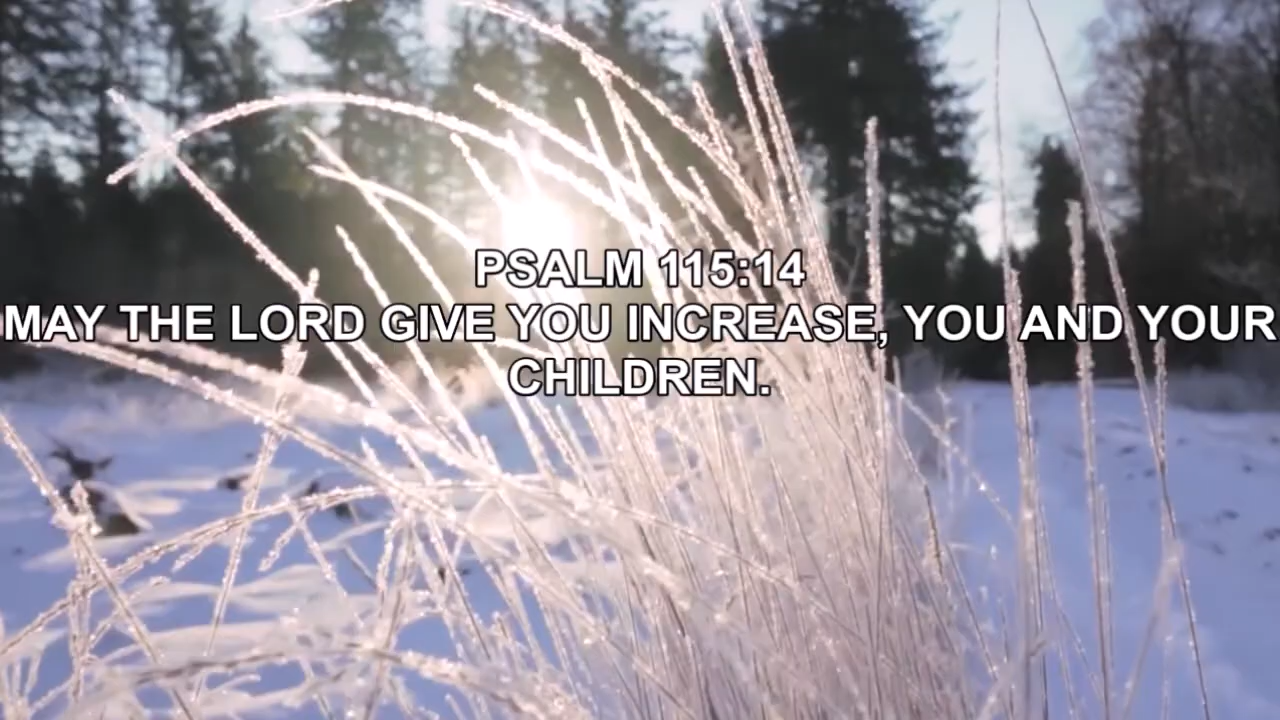 PSALM 115:14
MAY THE LORD GIVE YOU INCREASE, YOU AND YOUR
CHILDREN.